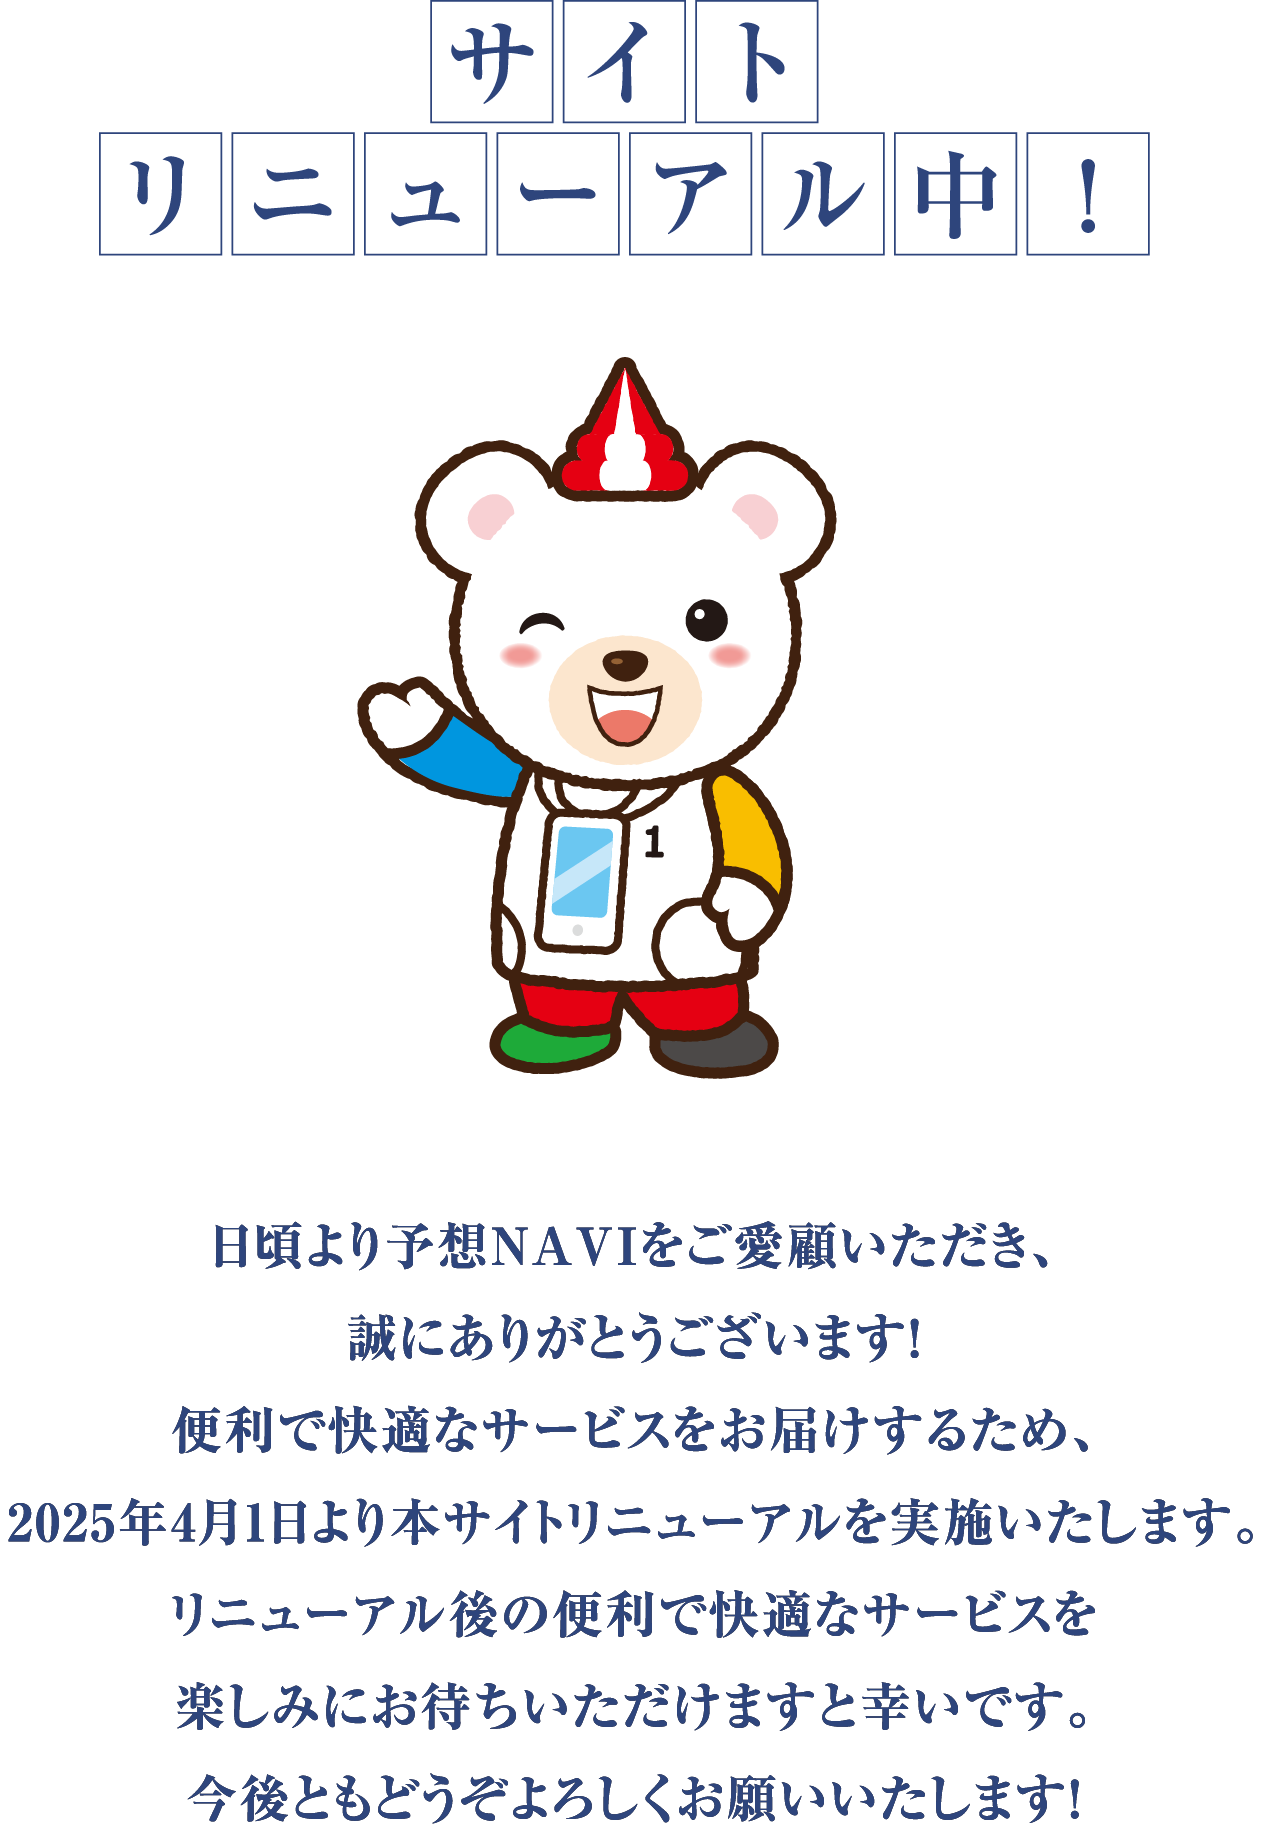 サイト
リニューアル中！
1
日頃より予想NAVIをご愛顧いただき、
誠にありがとうございます!
便利で快適なサービスをお届けするため、
2025年4月1日より本サイトリニューアルを実施いたします。
リニューアル後の便利で快適なサービスを
楽しみにお待ちいただけますと幸いです。
今後ともどうぞよろしくお願いいたします!